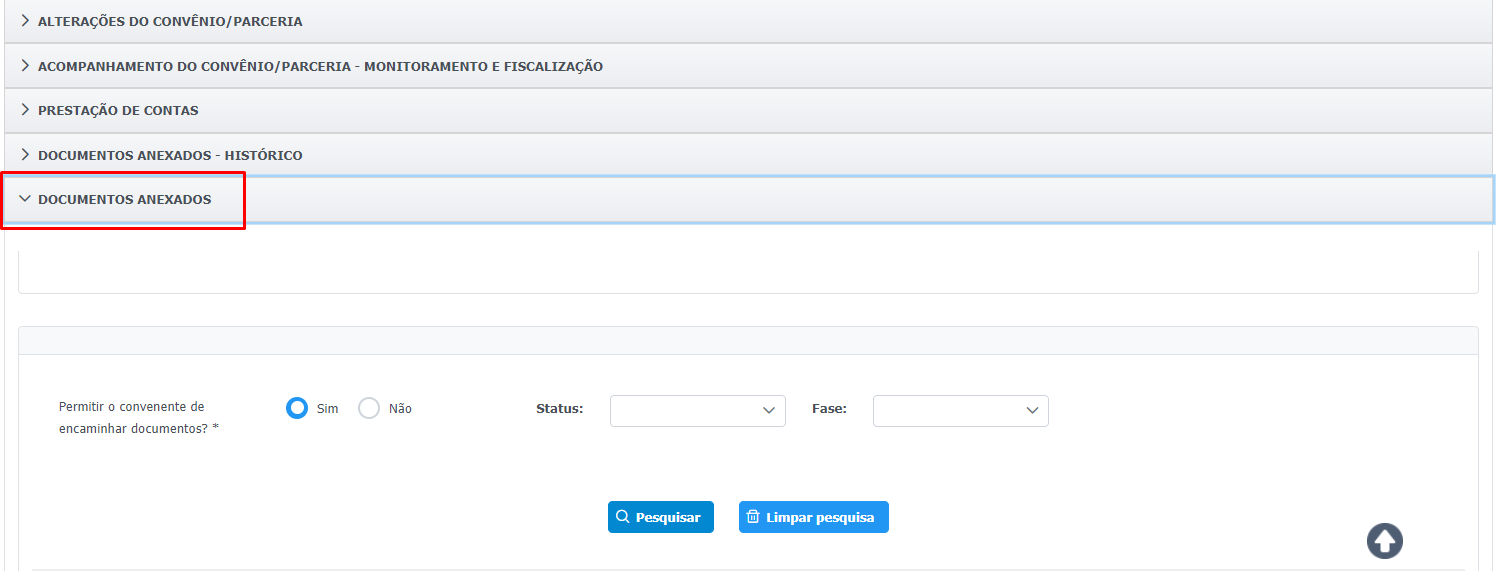 ALTERAÇÕES DO CONVÊNIO/PARCERIA
ACOMPANHAMENTO DO CONVÊNIO/PARCERIA - MONITORAMENTO E FISCALIZAÇÃO
PRESTAÇÃO DE CONTAS
DOCUMENTOS ANEXADOS - HISTÓRICO
DOCUMENTOS ANEXADOS
Permitir o convenente de
encaminhar documentos? *
Sim
Não
Status:
Fase:
Pesquisar
Limpar pesquisa